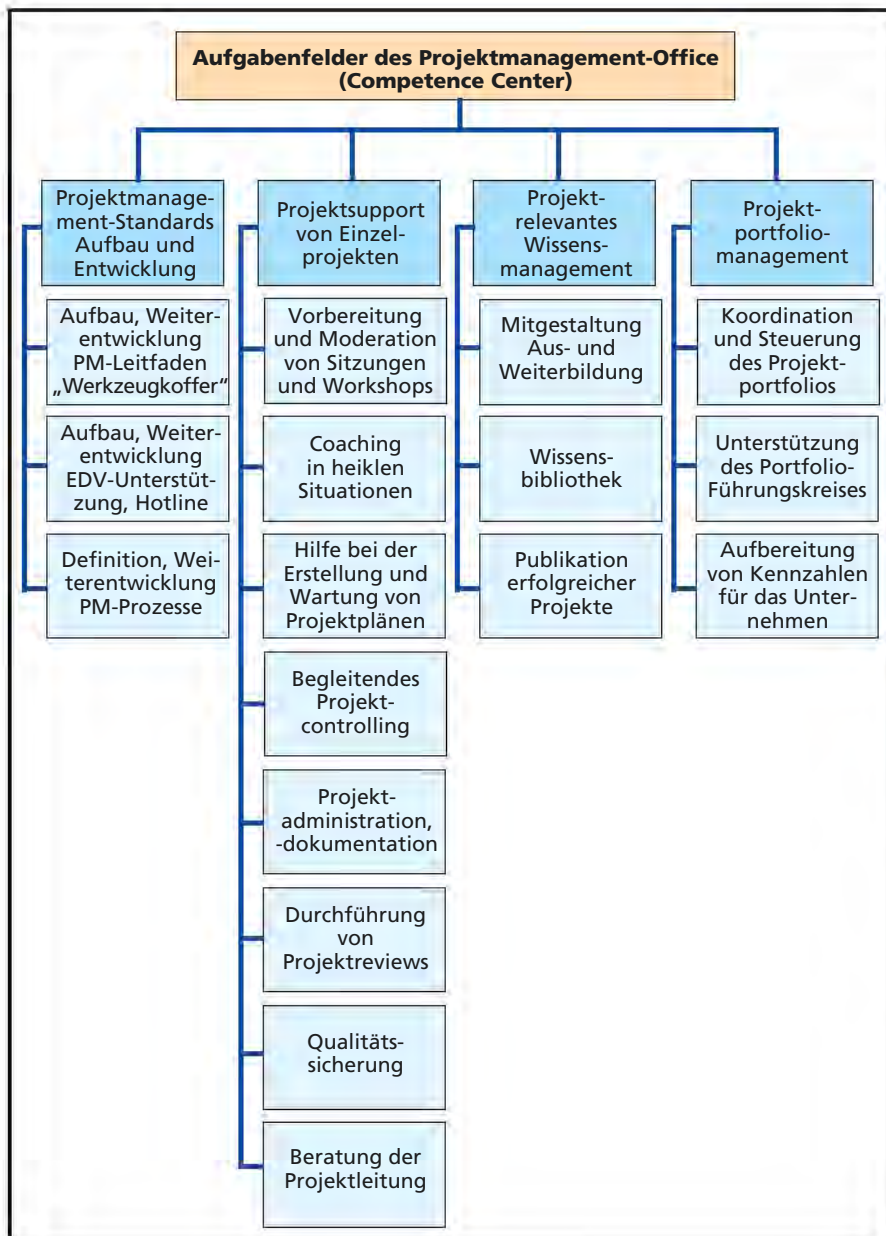 Aufgabenfelder des Projektmanagement-Office
(Competence Center)
Projektmanage-
ment-Standards
Aufbau und
Entwicklung
Aufbau, Weiter-
entwicklung
PM-Leitfaden
„Werkzeugkoffer“
Aufbau, Weiter-
entwicklung
EDV-Unterstüt-
zung, Hotline
Definition, Wei-
terentwicklung
PM-Prozesse
Projektsupport
von Einzel-
projekten
Vorbereitung
und Moderation
von Sitzungen
und Workshops
Coaching
in heiklen
Situationen
Hilfe bei der
Erstellung und
Wartung von
Projektplänen
Begleitendes
Projekt-
controlling
Projekt-
administration,
-dokumentation
Durchführung
von
Projektreviews
Qualitäts-
sicherung
Beratung der
Projektleitung
Projekt-
relevantes
Wissens-
management
Mitgestaltung
Aus- und
Weiterbildung
Wissens-
bibliothek
Publikation
erfolgreicher
Projekte
Projekt-
portfolio-
management
Koordination
und Steuerung
des Projekt-
portfolios
Unterstützung
des Portfolio-
Führungskreises
Aufbereitung
von Kennzahlen
für das Unter-
nehmen